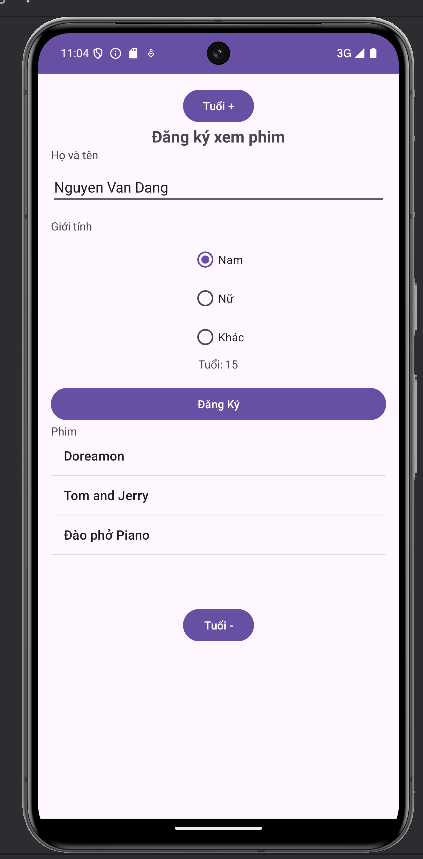 11:04
3G
Tuổi +
Đăng ký xem phim
Họ và tên
Nguyen Van Dang
Giới tính
Nam
Nữ
Khác
Tuổi: 15
Đăng Ký
Phim
Doreamon
Tom and Jerry
Đào phở Piano
Tuổi -